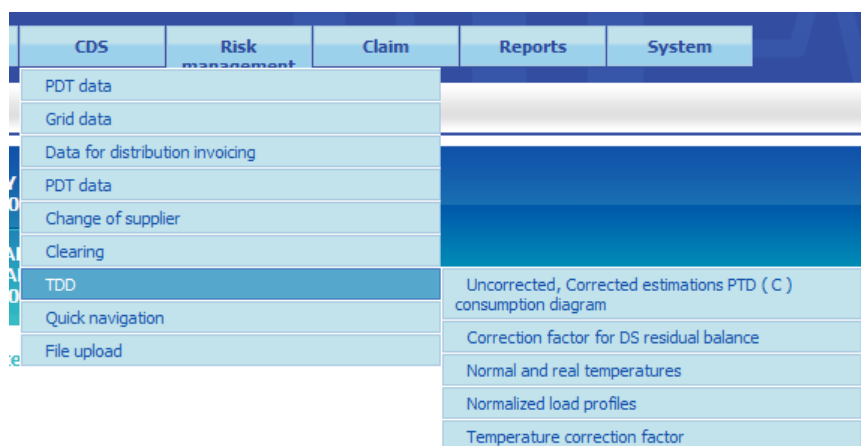 CDS Risk Claim Reports System
management
PDT data
Grid data
Data for distribution invoicing
PDT data
Change of supplier
Clearing
TDD
Quick navigation
File upload
Uncorrected, Corrected estimations PTD ( C )
consumption diagram
Correction factor for DS residual balance
Normal and real temperatures
Normalized load profiles
Temperature correction factor